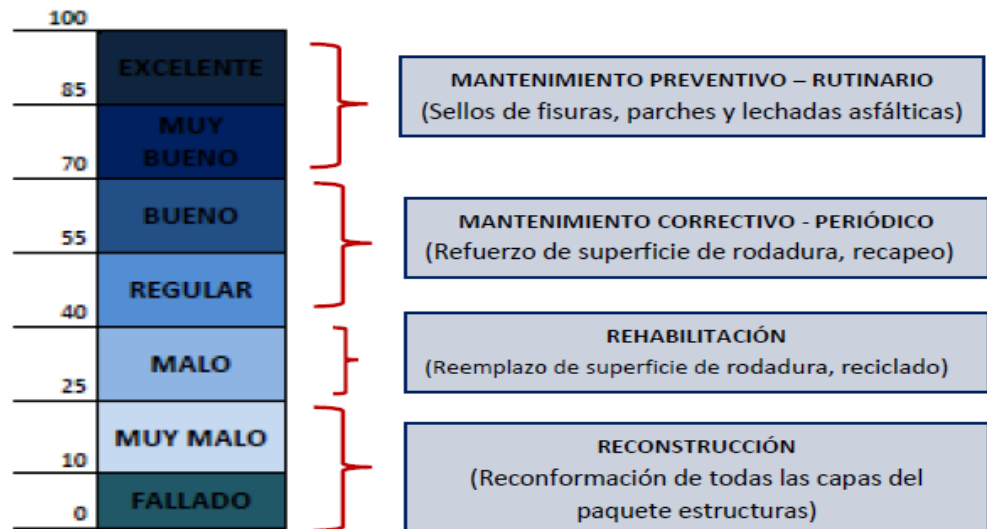 100
EXCELENTE
85
MUY
BUENO
70
BUENO
55
REGULAR
40
MALO
25
MUY MALO
10
FALLADO
0
MANTENIMIENTO PREVENTIVO – RUTINARIO
(Sellos de fisuras, parches y lechadas asfálticas)
MANTENIMIENTO CORRECTIVO - PERIÓDICO
(Refuerzo de superficie de rodadura, recapeo)
REHABILITACIÓN
(Reemplazo de superficie de rodadura, reciclado)
RECONSTRUCCIÓN
(Reconformación de todas las capas del
paquete estructuras)